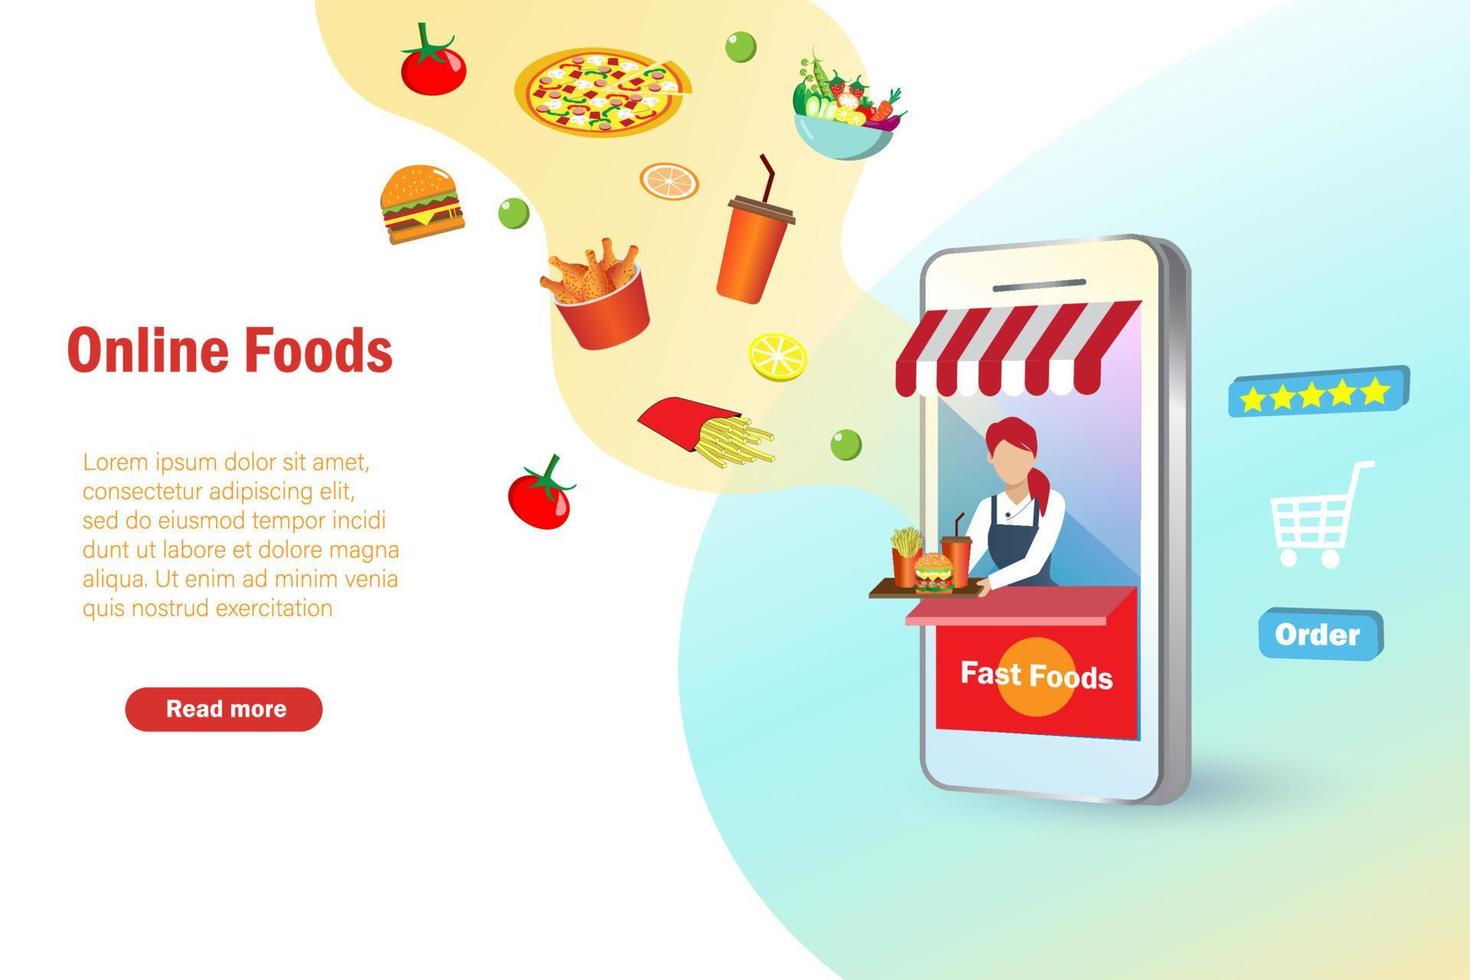 Online Foods
Lorem ipsum dolor sit amet,
consectetur adipiscing elit,
sed do eiusmod tempor incidi
dunt ut labore et dolore magna
aliqua. Ut enim ad minim venia
quis nostrud exercitation
Read more
Fast Foods
Order